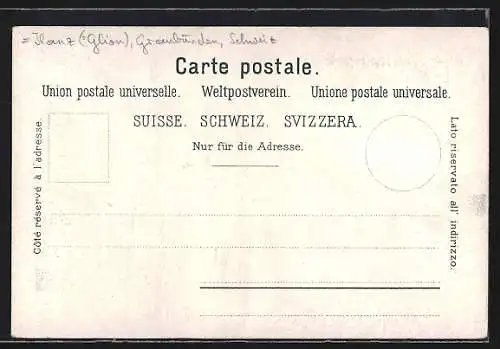 = Ilanz (= Glion), Graubünden, Schweiz
Carte postale.
Union postale universelle. Weltpostverein. Unione postale universale.
SUISSE. SCHWEIZ. SVIZZERA.
Nur für die Adresse.
Côté réservé à l'adresse.
Lato riservato all' indirizzo.